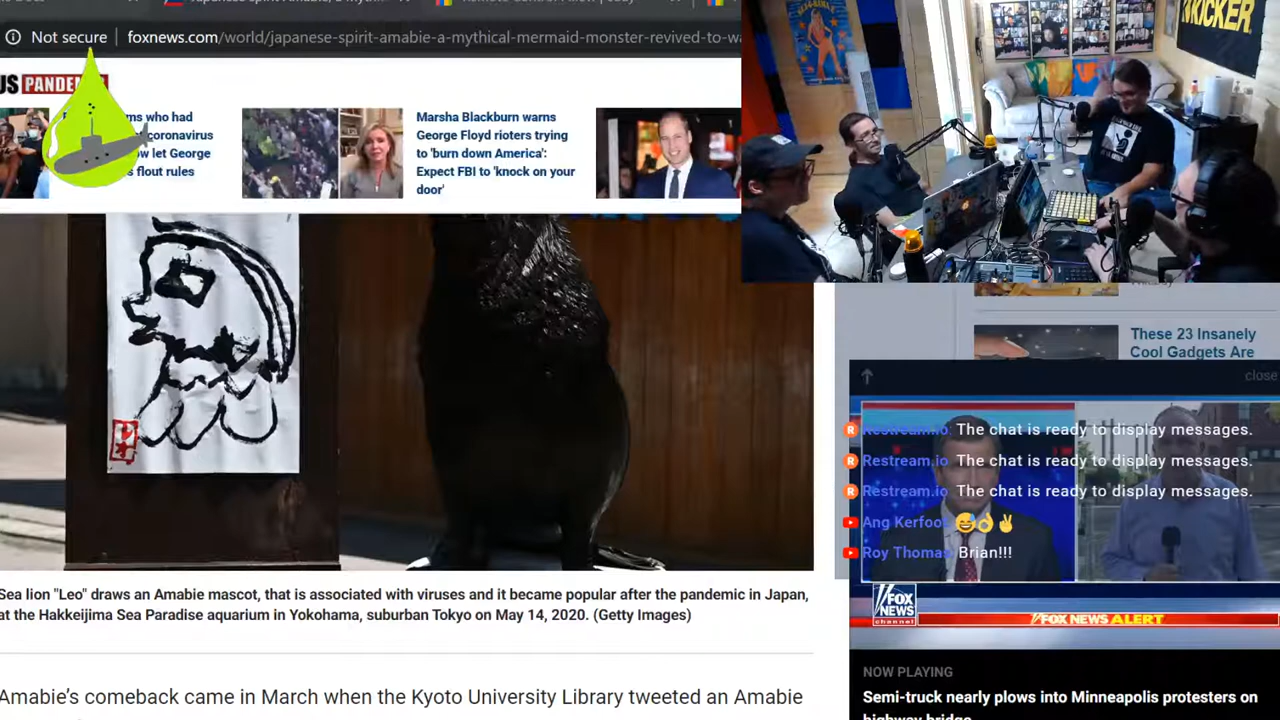 Not secure
foxnews.com/world/japanese-spirit-amabie-a-mythical-mermaid-monster-revived-to-wa
US PANDEMIC
ms who had
coronavirus
ow let George
s flout rules
Marsha Blackburn warns
George Floyd rioters trying
to 'burn down America':
Expect FBI to 'knock on your
door'
KICKER
These 23 Insanely
Cool Gadgets Are
close
Restream.io The chat is ready to display messages.
Restream.io The chat is ready to display messages.
Restream.io The chat is ready to display messages.
Ang Kerfoot 😅👌✌
Roy Thomas Brian!!!
FOX
NEWS
channel
FOX NEWS ALERT
Sea lion "Leo" draws an Amabie mascot, that is associated with viruses and it became popular after the pandemic in Japan,
at the Hakkeijima Sea Paradise aquarium in Yokohama, suburban Tokyo on May 14, 2020. (Getty Images)
Amabie's comeback came in March when the Kyoto University Library tweeted an Amabie
NOW PLAYING
Semi-truck nearly plows into Minneapolis protesters on
highway bridge